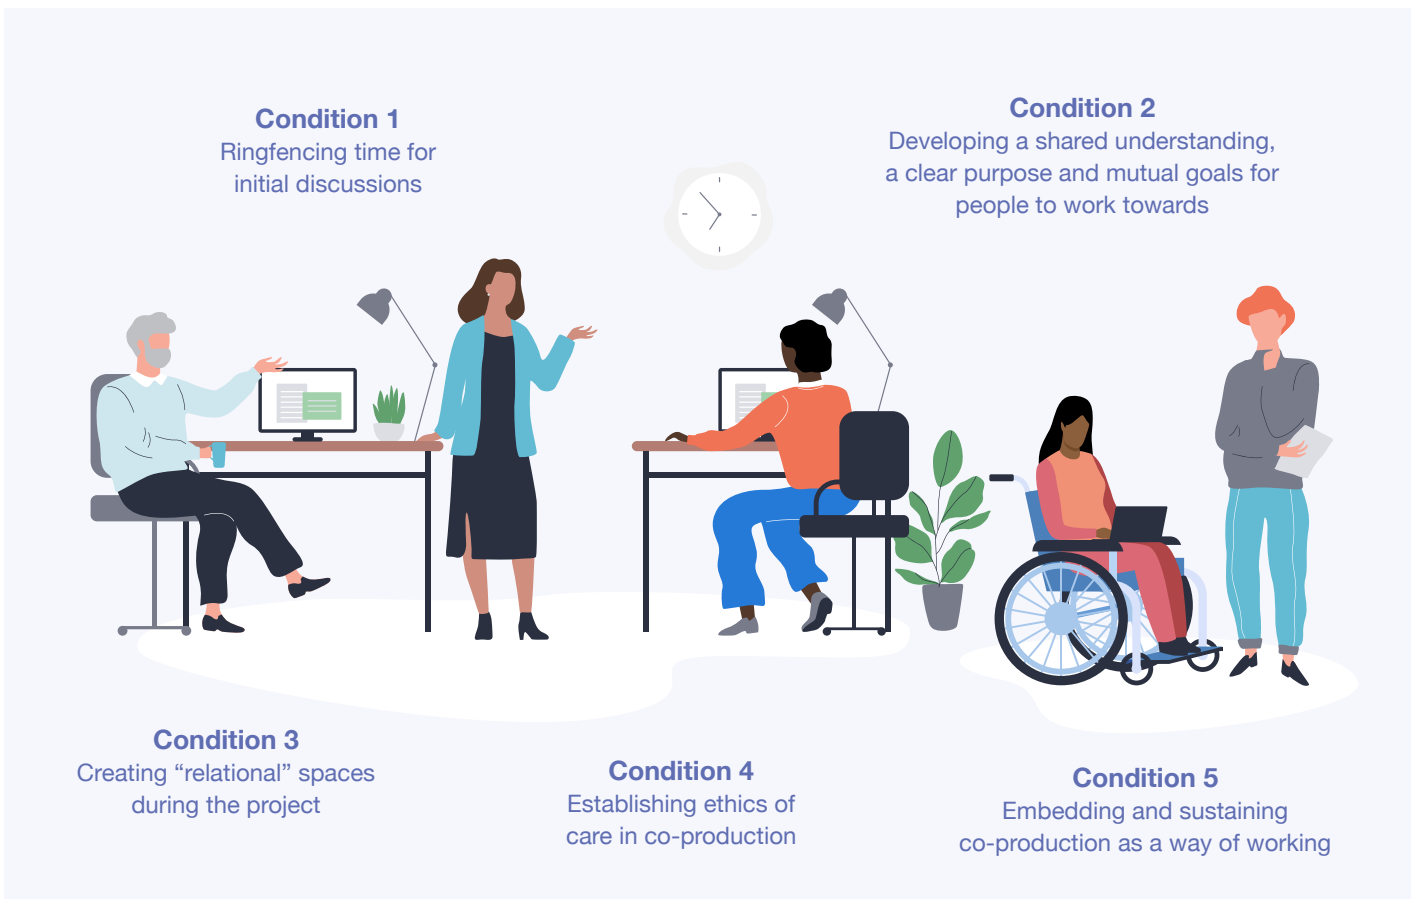 Condition 1
Ringfencing time for
initial discussions
Condition 2
Developing a shared understanding,
a clear purpose and mutual goals for
people to work towards
Condition 3
Creating “relational” spaces
during the project
Condition 4
Establishing ethics of
care in co-production
Condition 5
Embedding and sustaining
co-production as a way of working